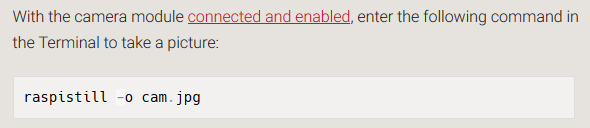 With the camera module connected and enabled, enter the following command in
the Terminal to take a picture:
raspistill -o cam.jpg